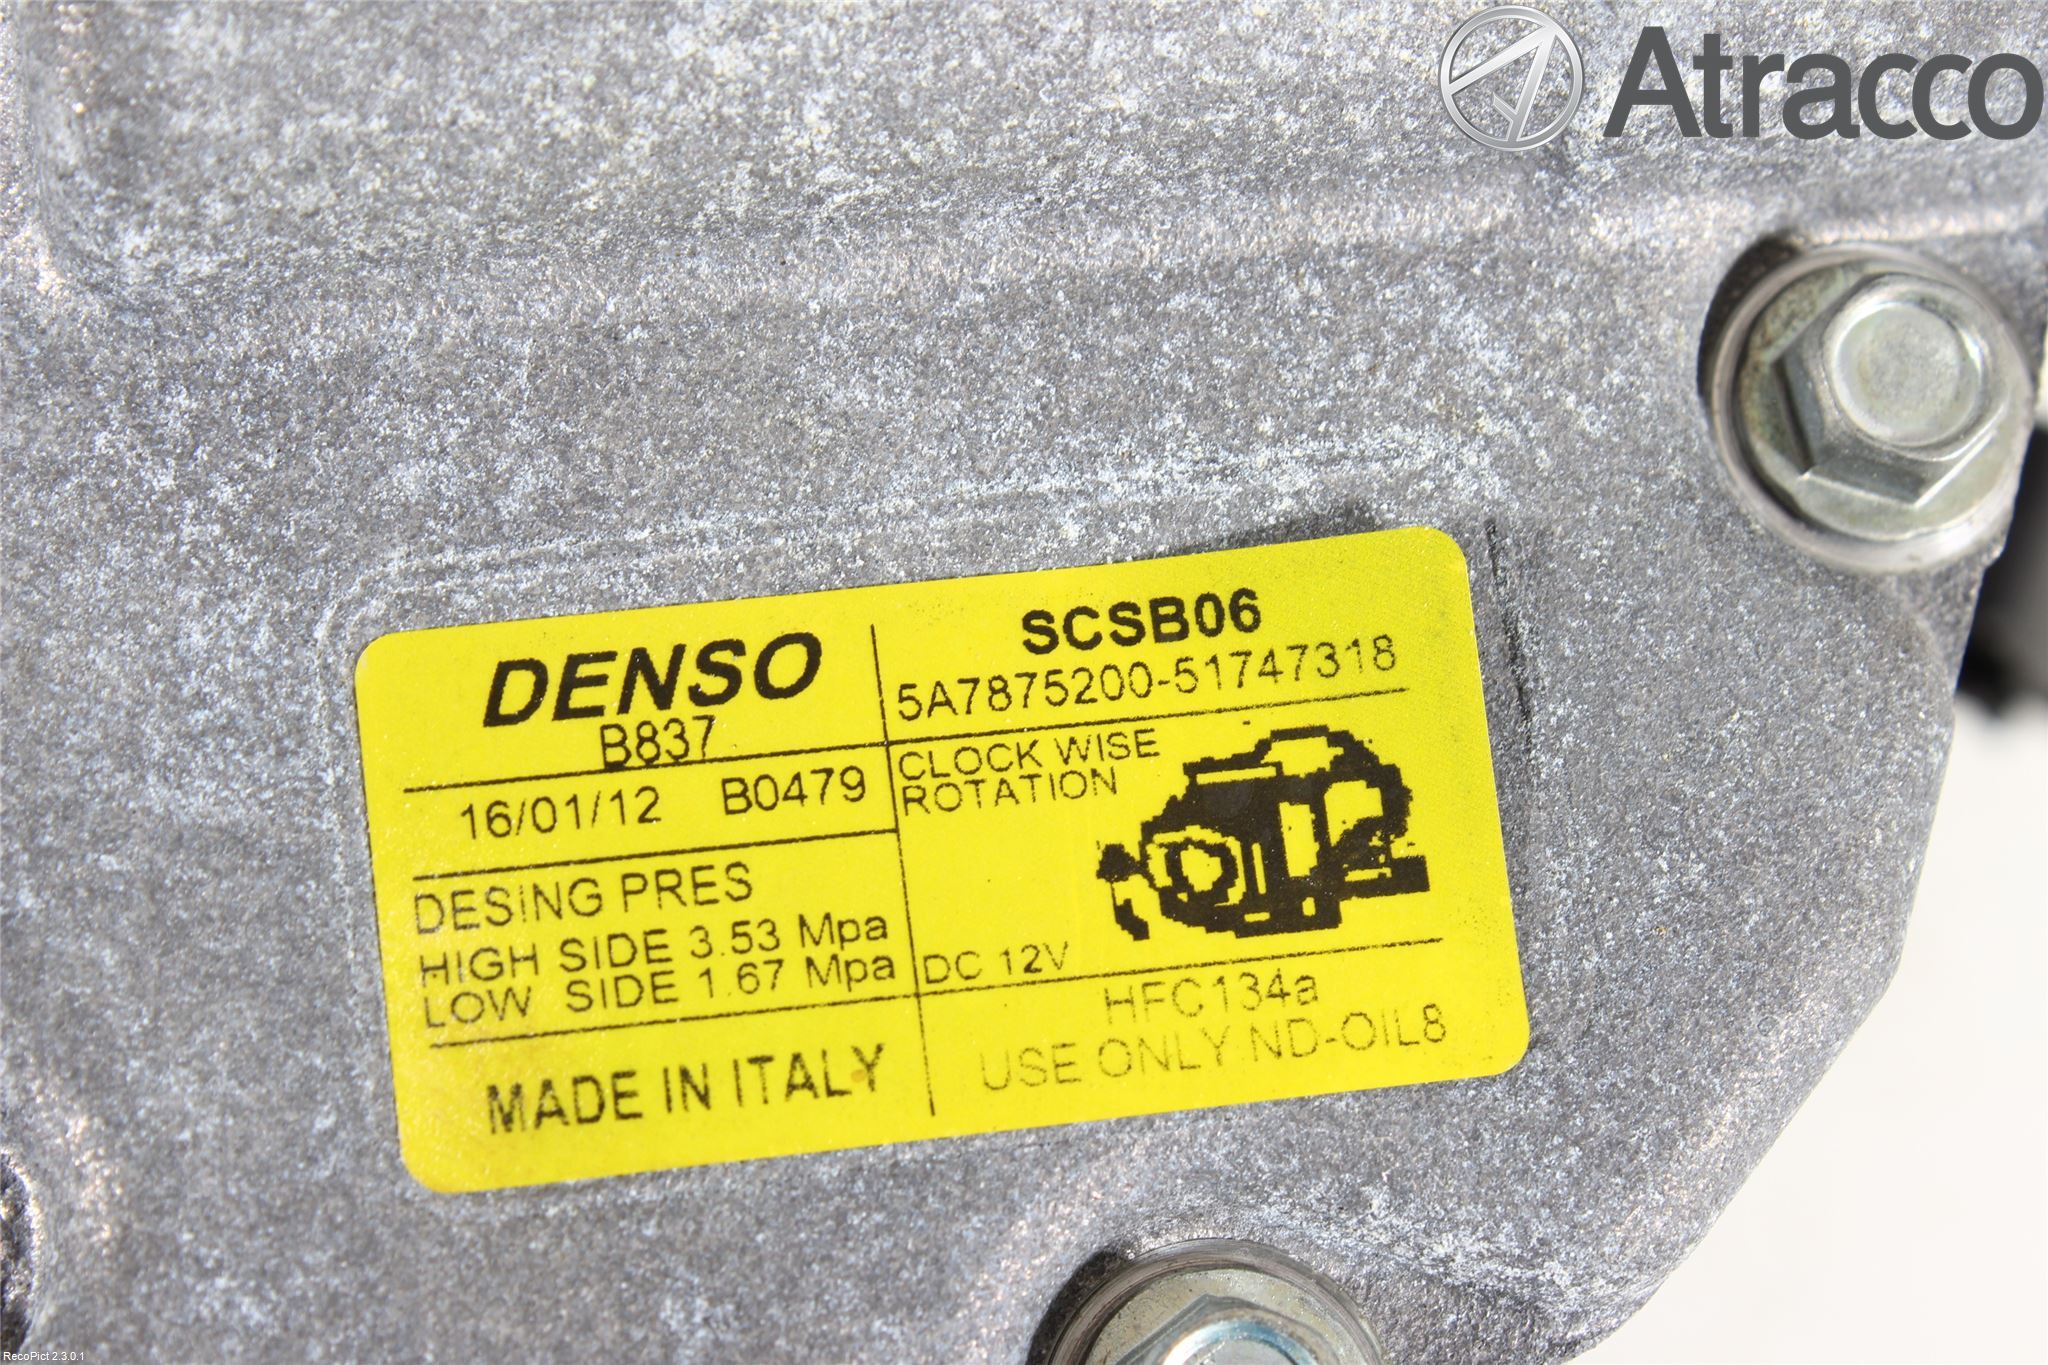 Atracco
DENSO
B837
16/01/12 B0479
DESING PRES
HIGH SIDE 3.53 Mpa
LOW SIDE 1.67 Mpa
MADE IN ITALY
SCSB06
5A7875200-51747318
CLOCK WISE
ROTATION
DC 12V
HFC134a
USE ONLY ND-OIL8
RecoPict 2.3.0.1